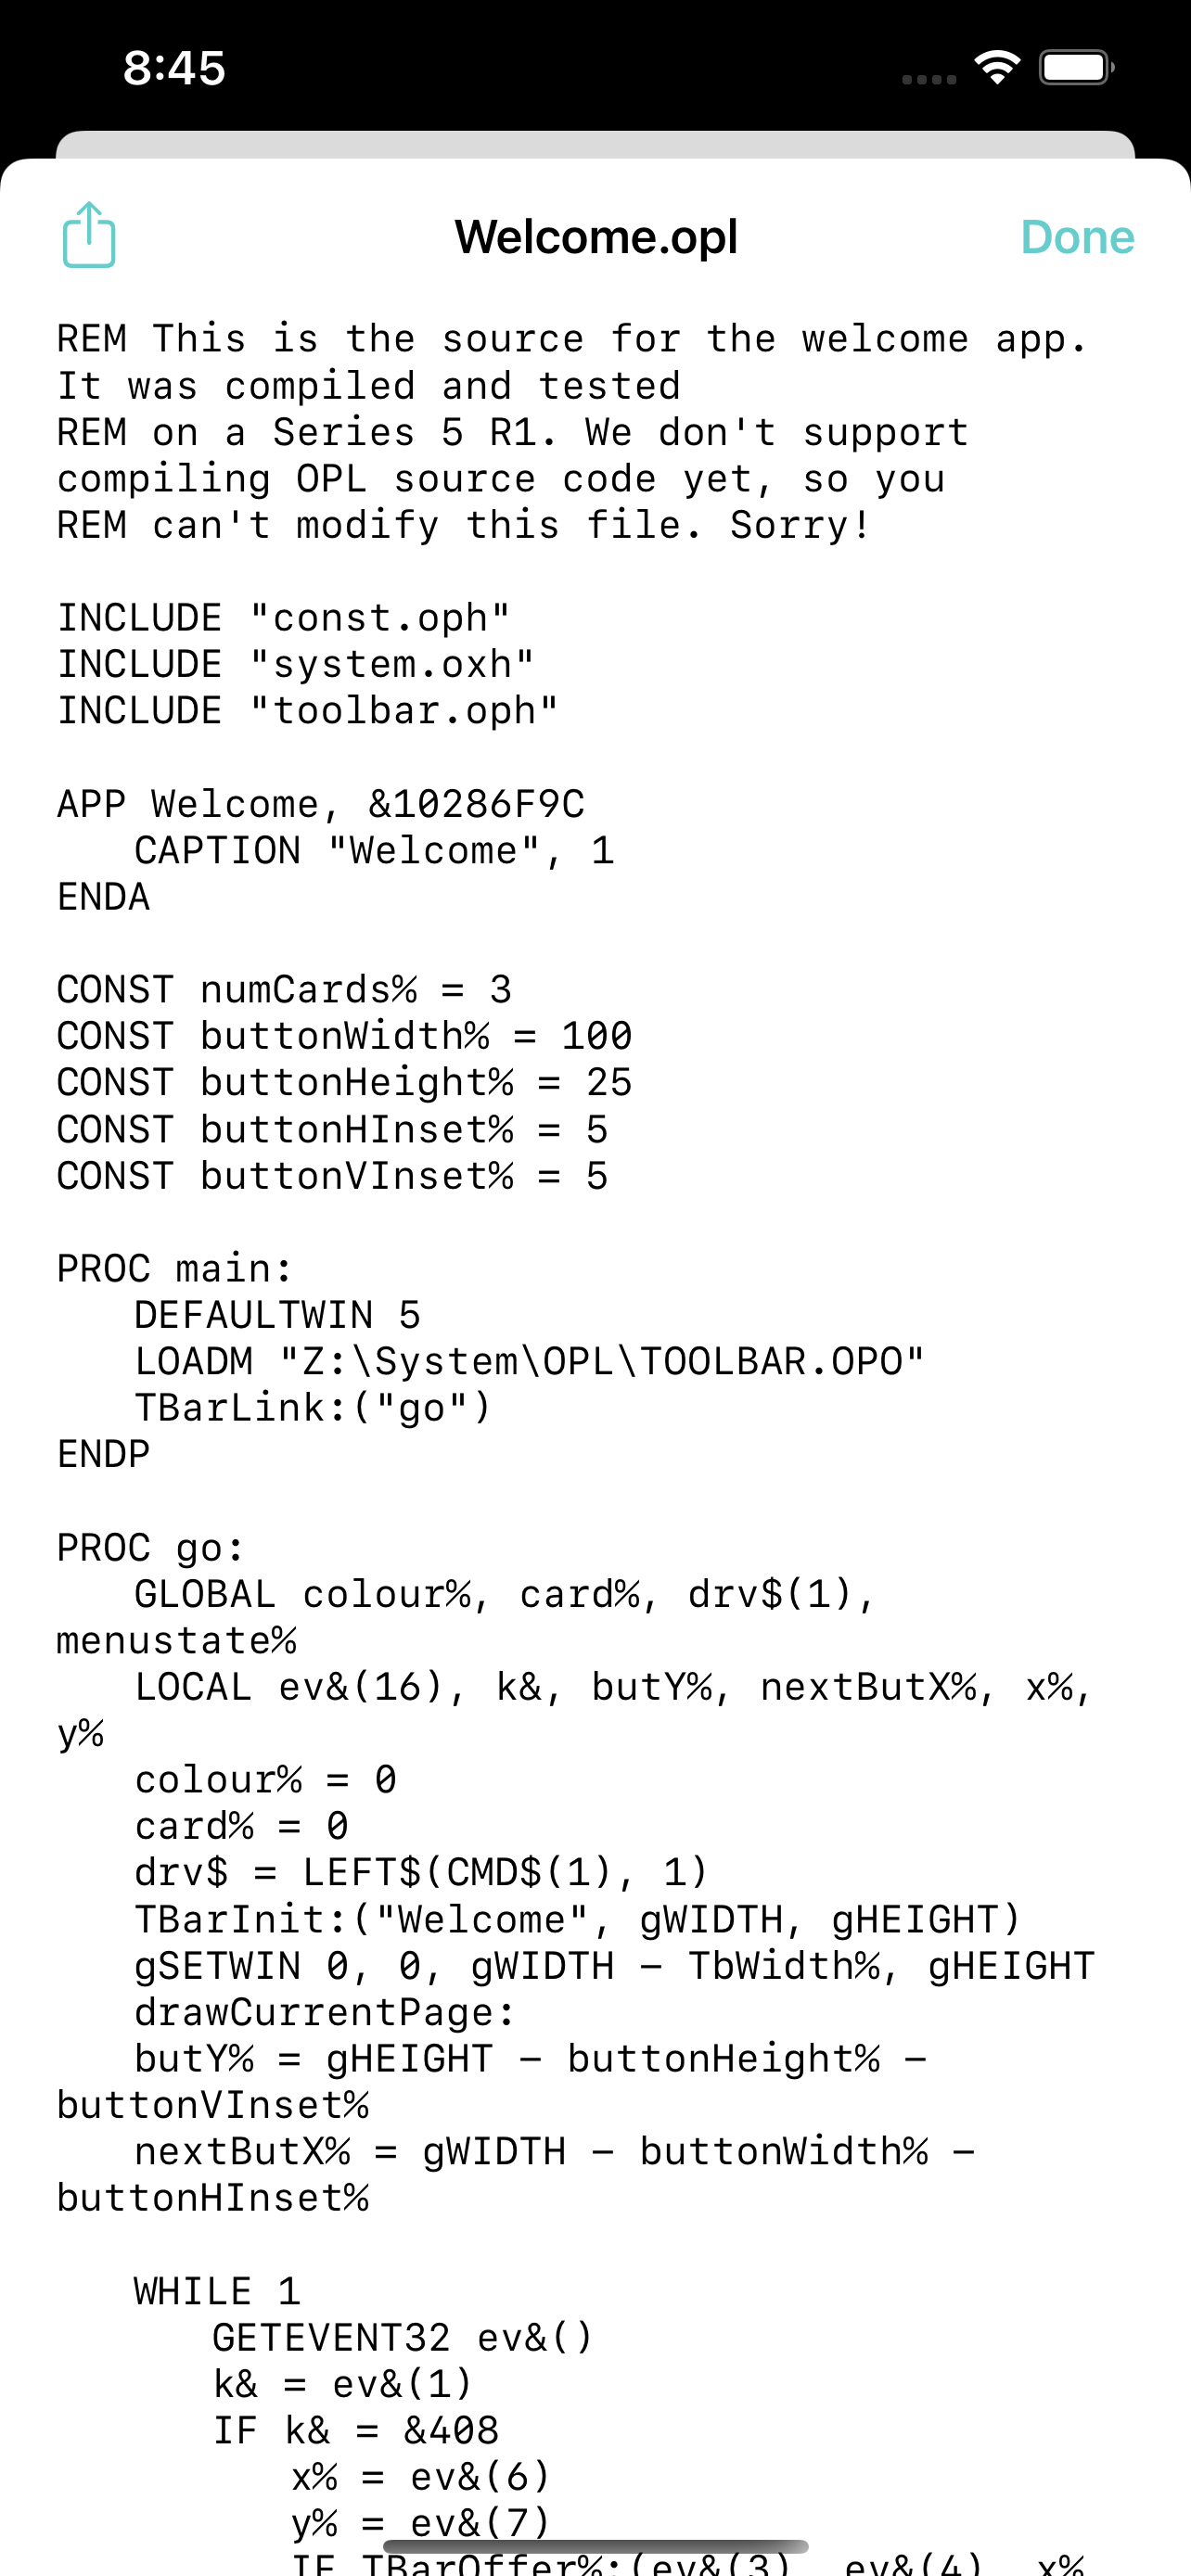 8:45
Welcome.opl
Done
REM This is the source for the welcome app.
It was compiled and tested
REM on a Series 5 R1. We don't support
compiling OPL source code yet, so you
REM can't modify this file. Sorry!
INCLUDE "const.oph"
INCLUDE "system.oxh"
INCLUDE "toolbar.oph"
APP Welcome, &10286F9C
CAPTION "Welcome", 1
ENDA
CONST numCards% = 3
CONST buttonWidth% = 100
CONST buttonHeight% = 25
CONST buttonHInset% = 5
CONST buttonVInset% = 5
PROC main:
DEFAULTWIN 5
LOADM "Z:\System\OPL\TOOLBAR.OPO"
TBarLink:("go")
ENDP
PROC go:
GLOBAL colour%, card%, drv$(1),
menustate%
LOCAL ev&(16), k&, butY%, nextButX%, x%,
y%
colour% = 0
card% = 0
drv$ = LEFT$(CMD$(1), 1)
TBarInit:("Welcome", gWIDTH, gHEIGHT)
gSETWIN 0, 0, gWIDTH - TbWidth%, gHEIGHT
drawCurrentPage:
butY% = gHEIGHT - buttonHeight% -
buttonVInset%
nextButX% = gWIDTH - buttonWidth% -
buttonHInset%
WHILE 1
GETEVENT32 ev&()
k& = ev&(1)
IF k& = &408
x% = ev&(6)
y% = ev&(7)
IF TBarOffer%:(ev&(3), ev&(4), x%,